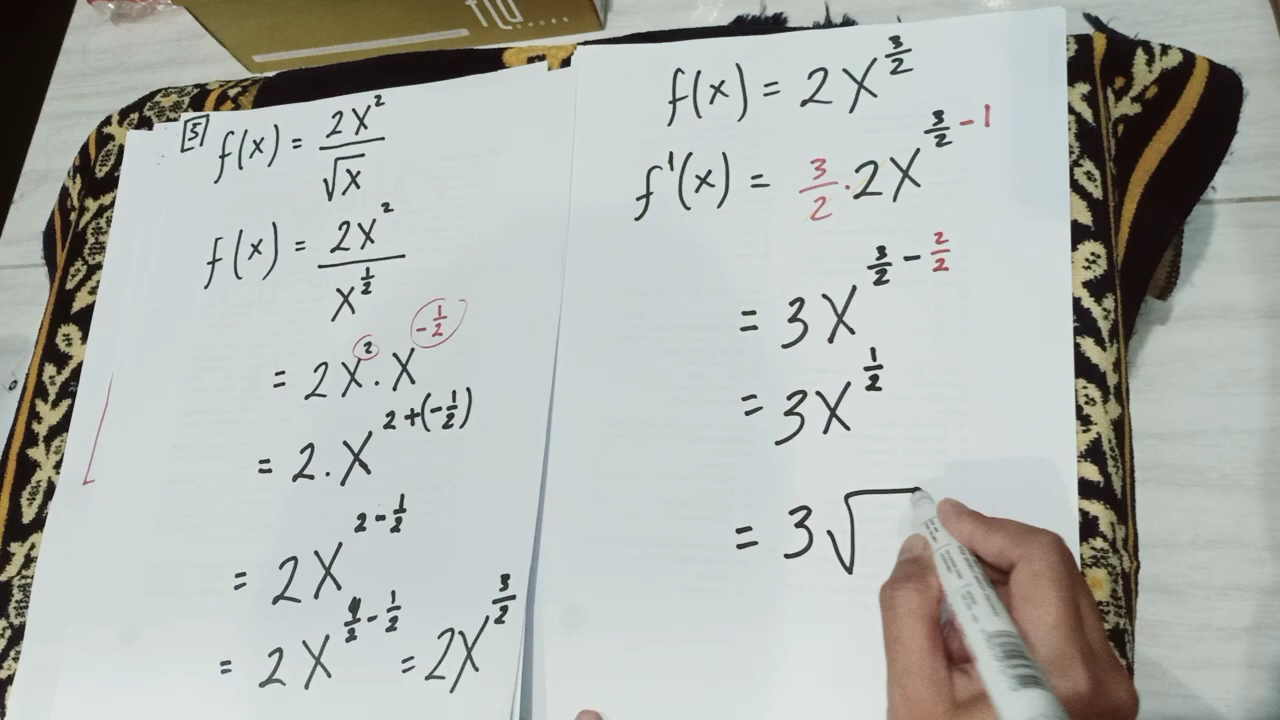 [5] f(x) = 2x² / √x
f(x) = 2x² / x^(1/2)
= 2x² . x^(-1/2)
= 2 . x^(2+(-1/2))
= 2x^(2-1/2)
= 2x^(4/2-1/2) = 2x^(3/2)
f(x) = 2x^(3/2)
f'(x) = 3/2 . 2x^(3/2-1)
= 3x^(3/2-2/2)
= 3x^(1/2)
= 3√